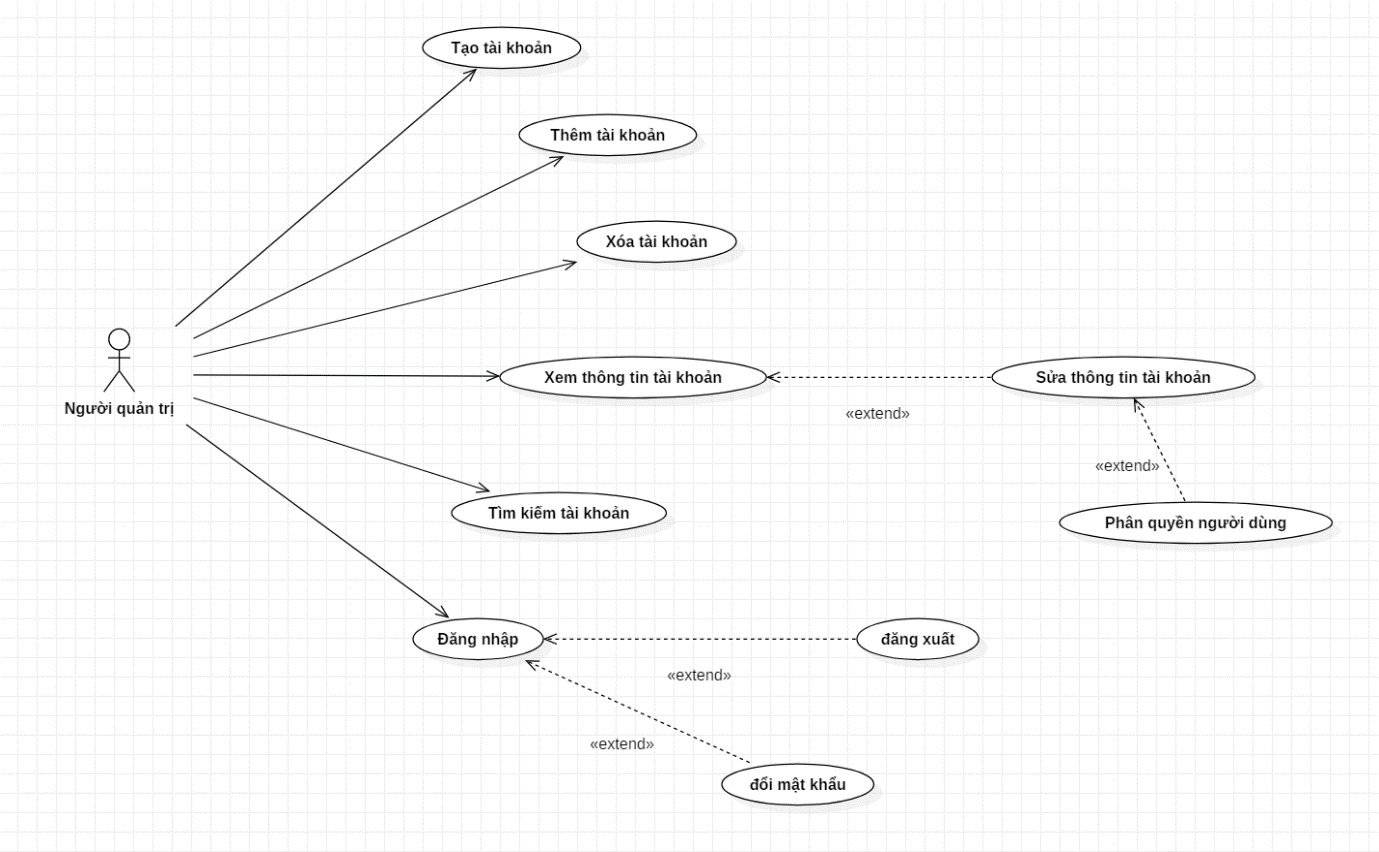 Tạo tài khoản
Thêm tài khoản
Xóa tài khoản
Người quản trị
Xem thông tin tài khoản
«extend»
Sửa thông tin tài khoản
«extend»
Phân quyền người dùng
Tìm kiếm tài khoản
Đăng nhập
«extend»
đăng xuất
«extend»
đổi mật khẩu